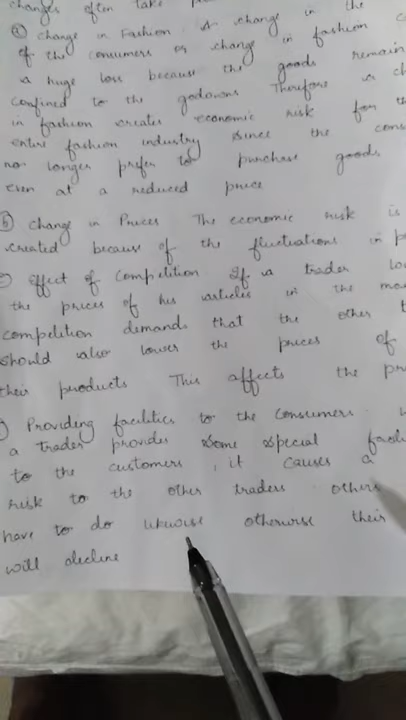 changes often take
(a) Change in Fashion A change in the
of the consumers or change in fashion
a huge loss because the goods remain
confined to the godowns Therefore a
in fashion creates economic risk for the
entire fashion industry since the
no longer prefer to purchase goods
even at a reduced price
(b) Change in Prices The economic risk is
created because of the fluctuations in
Effect of Competition If a trader
the prices of his articles in the
competition demands that the other
should also lower the prices of
their products This affects the
Providing facilities to the Consumers
a trader provides some special
to the customers, it causes a
risk to the other traders others
have to do likewise otherwise their
will decline